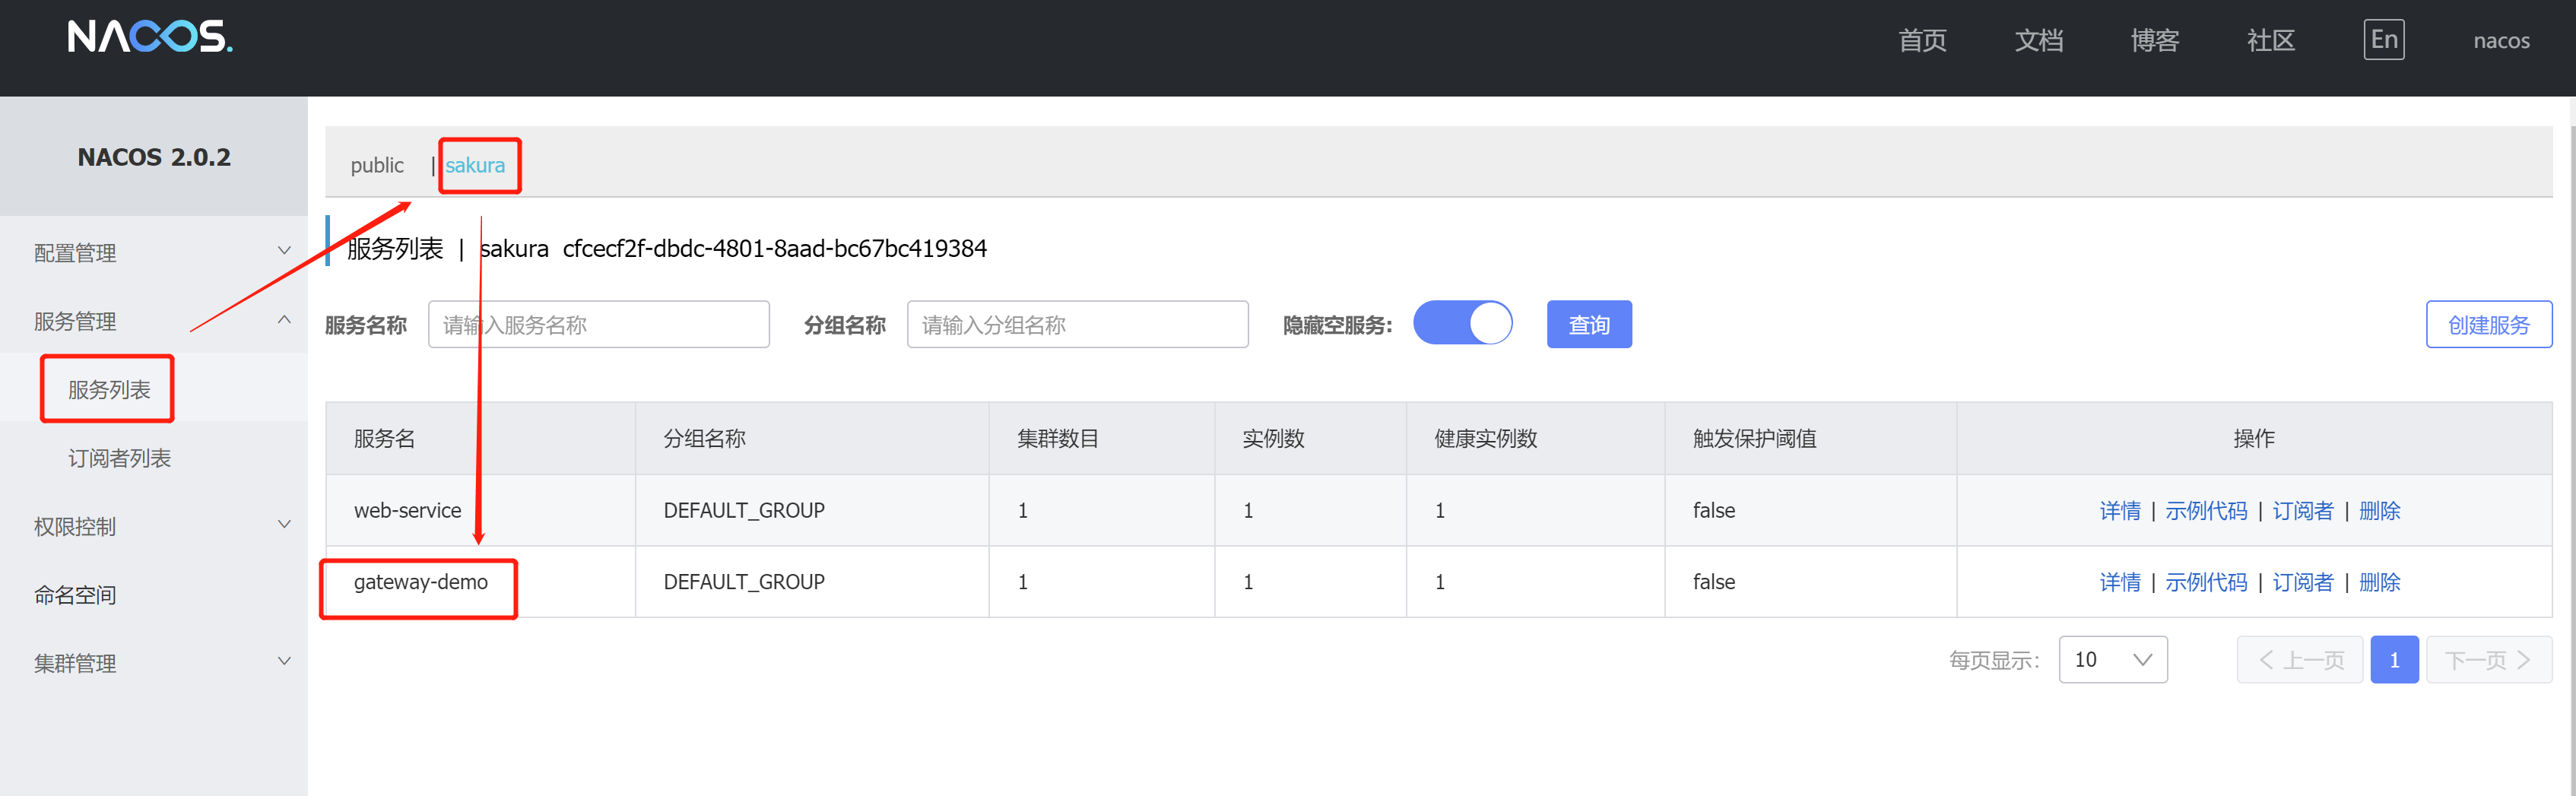 NACOS.
首页 文档 博客 社区 En nacos
NACOS 2.0.2
配置管理
服务管理
服务列表
订阅者列表
权限控制
命名空间
集群管理
public | sakura
服务列表 | sakura cfcecf2f-dbdc-4801-8aad-bc67bc419384
服务名称 请输入服务名称 分组名称 请输入分组名称 隐藏空服务: 查询 创建服务
服务名 分组名称 集群数目 实例数 健康实例数 触发保护阈值 操作
web-service DEFAULT_GROUP 1 1 1 false 详情 | 示例代码 | 订阅者 | 删除
gateway-demo DEFAULT_GROUP 1 1 1 false 详情 | 示例代码 | 订阅者 | 删除
每页显示: 10 上一页 1 下一页